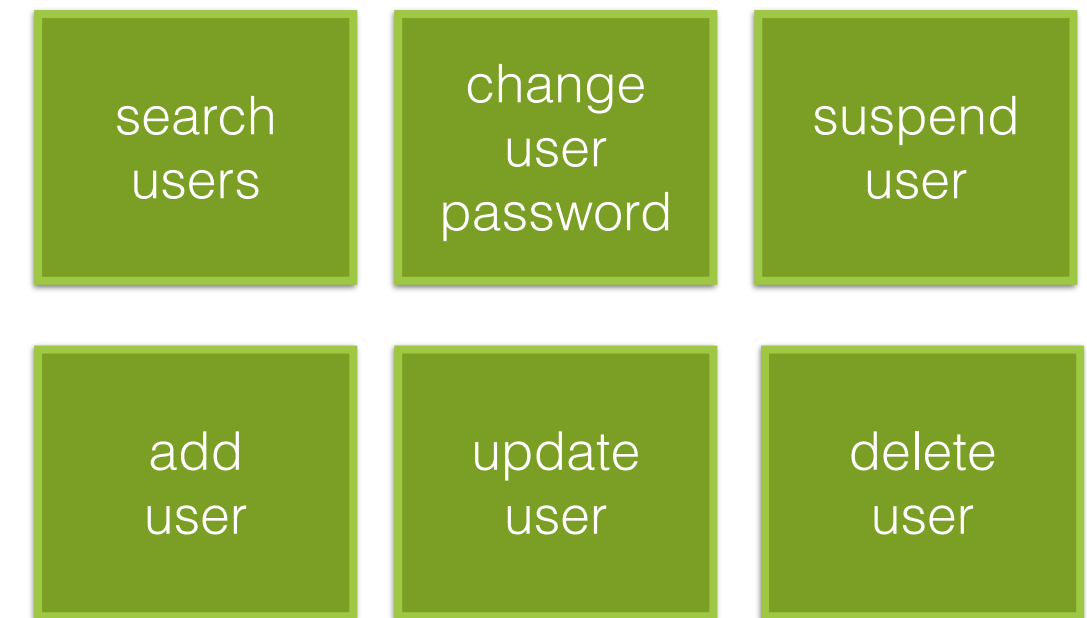 search
users
change
user
password
suspend
user
add
user
update
user
delete
user